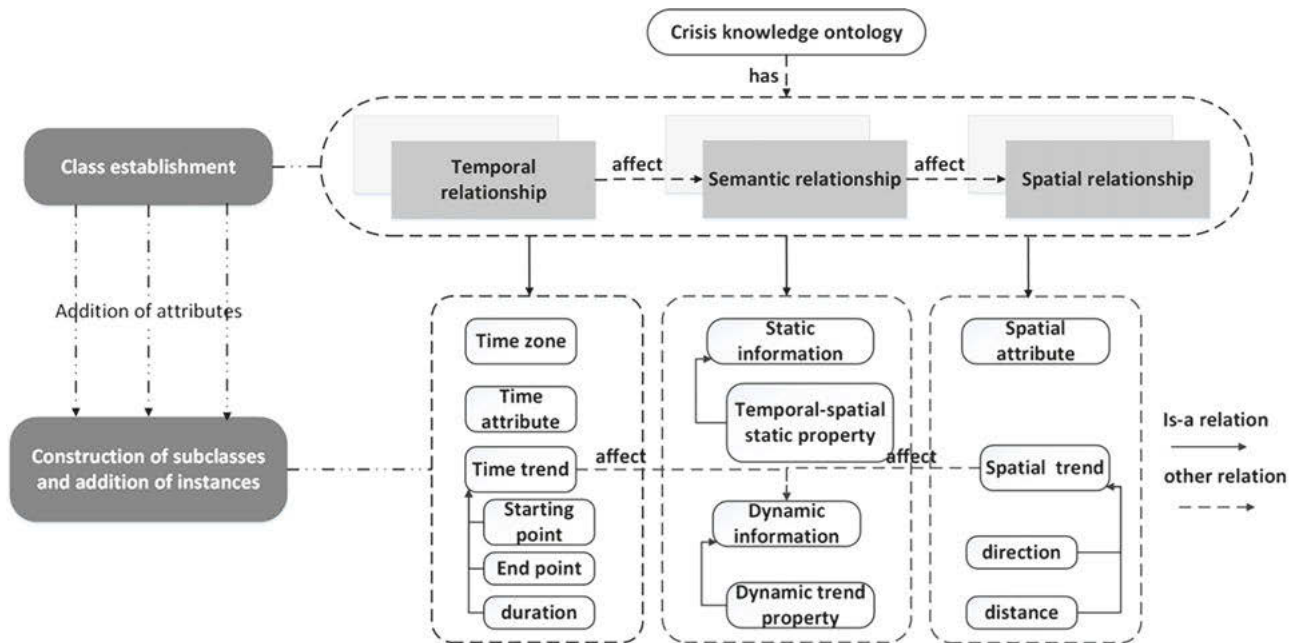 Crisis knowledge ontology
has
Class establishment
Temporal
relationship
affect
Semantic relationship
affect
Spatial relationship
Addition of attributes
Construction of subclasses
and addition of instances
Time zone
Time
attribute
Time trend
Starting
point
End point
duration
affect
Static
information
Temporal-spatial
static property
Dynamic
information
Dynamic trend
property
affect
Spatial
attribute
Spatial trend
direction
distance
Is-a relation
other relation